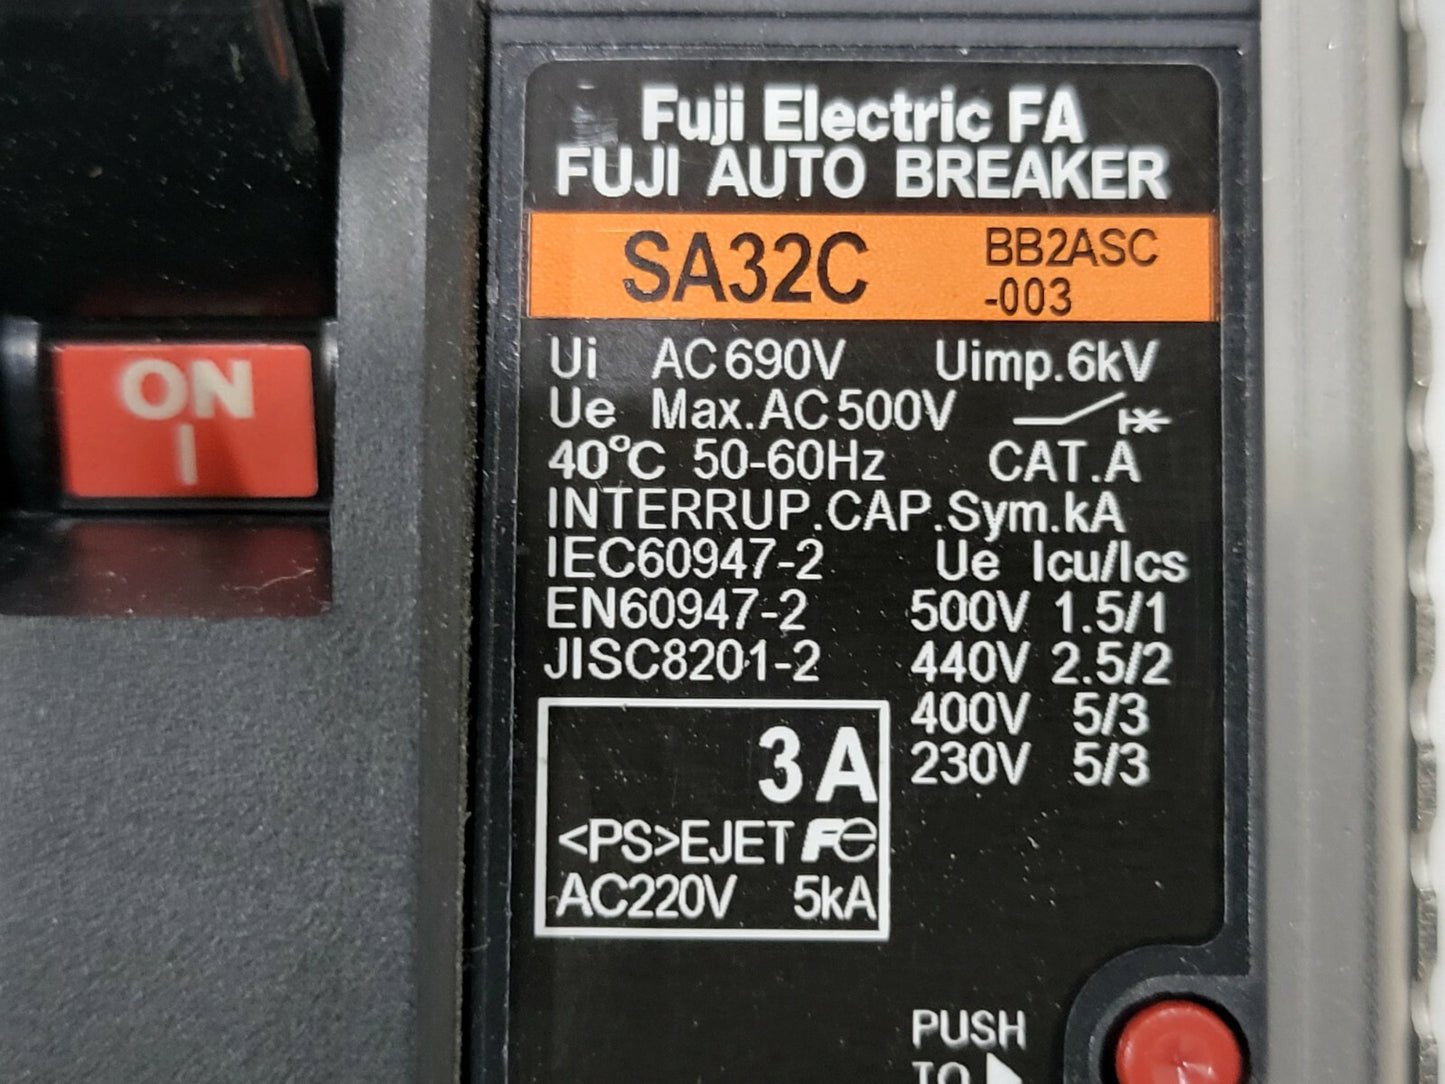 Fuji Electric FA
FUJI AUTO BREAKER
SA32C
BB2ASC
-003
ON
I
Ui AC690V Uimp.6kV
Ue Max.AC500V
40°C 50-60Hz CAT.A
INTERRUP.CAP.Sym.kA
IEC60947-2 Ue Icu/Ics
EN60947-2 500V 1.5/1
JISC8201-2 440V 2.5/2
400V 5/3
230V 5/3
3A
<PS>EJET Fe
AC220V 5kA
PUSH
TO